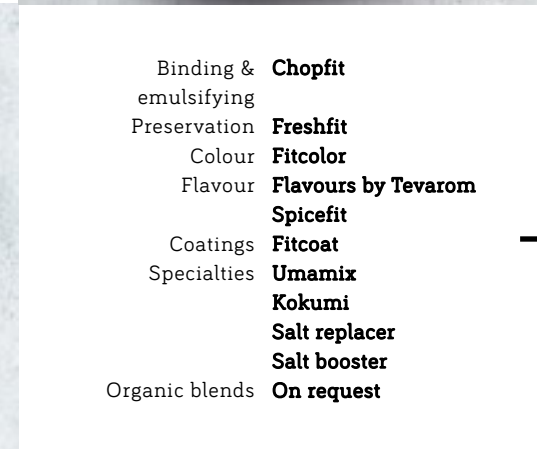 Binding & Chopfit
emulsifying
Preservation Freshfit
Colour Fitcolor
Flavour Flavours by Tevarom
Spicefit
Coatings Fitcoat
Specialties Umamix
Kokumi
Salt replacer
Salt booster
Organic blends On request